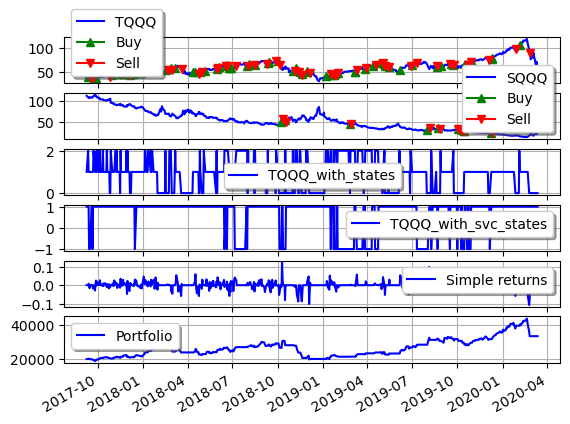 TQQQ
Buy
Sell
100
50
SQQQ
Buy
Sell
100
50
2
0
TQQQ_with_states
1
−1
TQQQ_with_svc_states
0.1
0.0
−0.1
Simple returns
40000
20000
Portfolio
2017-10
2018-01
2018-04
2018-07
2018-10
2019-01
2019-04
2019-07
2019-10
2020-01
2020-04